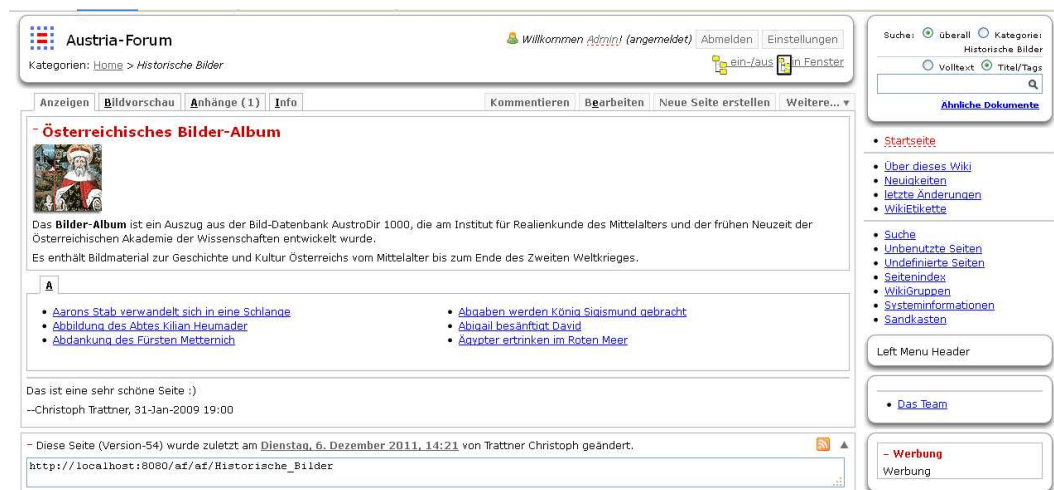 Austria-Forum
Willkommen Admin! (angemeldet) Abmelden Einstellungen
Kategorien: Home > Historische Bilder
ein-/aus in Fenster
Anzeigen Bildvorschau Anhänge (1) Info
Kommentieren Bearbeiten Neue Seite erstellen Weitere...
Österreichisches Bilder-Album
Das Bilder-Album ist ein Auszug aus der Bild-Datenbank AustroDir 1000, die am Institut für Realienkunde des Mittelalters und der frühen Neuzeit der
Österreichischen Akademie der Wissenschaften entwickelt wurde.
Es enthält Bildmaterial zur Geschichte und Kultur Österreichs vom Mittelalter bis zum Ende des Zweiten Weltkrieges.
A
Aarons Stab verwandelt sich in eine Schlange
Abbildung des Abtes Kilian Heumader
Abdankung des Fürsten Metternich
Abgaben werden König Sigismund gebracht
Abigail besänftigt David
Ägypter ertrinken im Roten Meer
Das ist eine sehr schöne Seite :)
--Christoph Trattner, 31-Jan-2009 19:00
Diese Seite (Version-54) wurde zuletzt am Dienstag, 6. Dezember 2011, 14:21 von Trattner Christoph geändert.
http://localhost:8080/af/af/Historische_Bilder
Suche: überall Kategorie:
Historische Bilder
Volltext Titel/Tags
Ähnliche Dokumente
Startseite
Über dieses Wiki
Neuigkeiten
letzte Änderungen
WikiEtikette
Suche
Unbenutzte Seiten
Undefinierte Seiten
Seitenindex
WikiGruppen
Systeminformationen
Sandkasten
Left Menu Header
Das Team
Werbung
Werbung